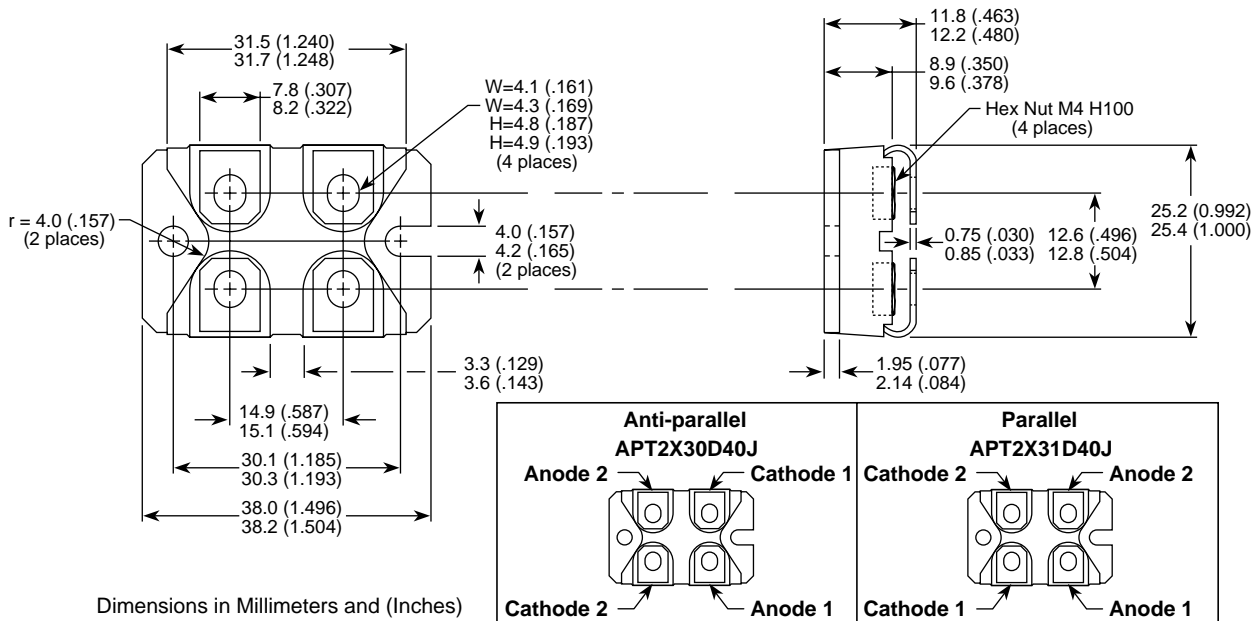 31.5 (1.240)
31.7 (1.248)
7.8 (.307)
8.2 (.322)
W=4.1 (.161)
W=4.3 (.169)
H=4.8 (.187)
H=4.9 (.193)
(4 places)
11.8 (.463)
12.2 (.480)
8.9 (.350)
9.6 (.378)
Hex Nut M4 H100
(4 places)
r = 4.0 (.157)
(2 places)
4.0 (.157)
4.2 (.165)
(2 places)
0.75 (.030)
0.85 (.033)
12.6 (.496)
12.8 (.504)
25.2 (0.992)
25.4 (1.000)
3.3 (.129)
3.6 (.143)
1.95 (.077)
2.14 (.084)
14.9 (.587)
15.1 (.594)
30.1 (1.185)
30.3 (1.193)
38.0 (1.496)
38.2 (1.504)
Dimensions in Millimeters and (Inches)
Anti-parallel
APT2X30D40J
Anode 2
Cathode 1
Cathode 2
Anode 1
Parallel
APT2X31D40J
Cathode 2
Anode 2
Cathode 1
Anode 1